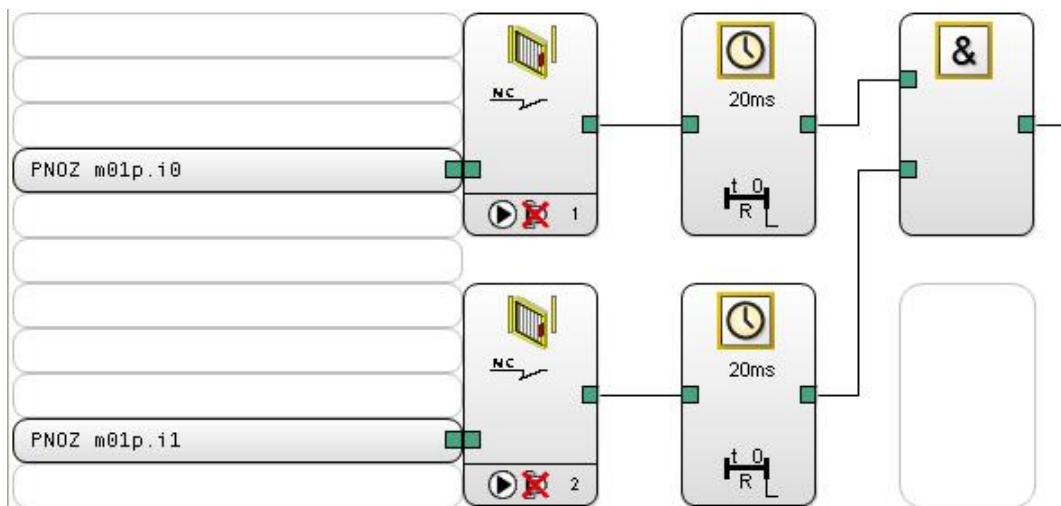 NC
20ms
&
t 0
R
PNOZ m01p.i0
1
NC
20ms
t 0
R
PNOZ m01p.i1
2